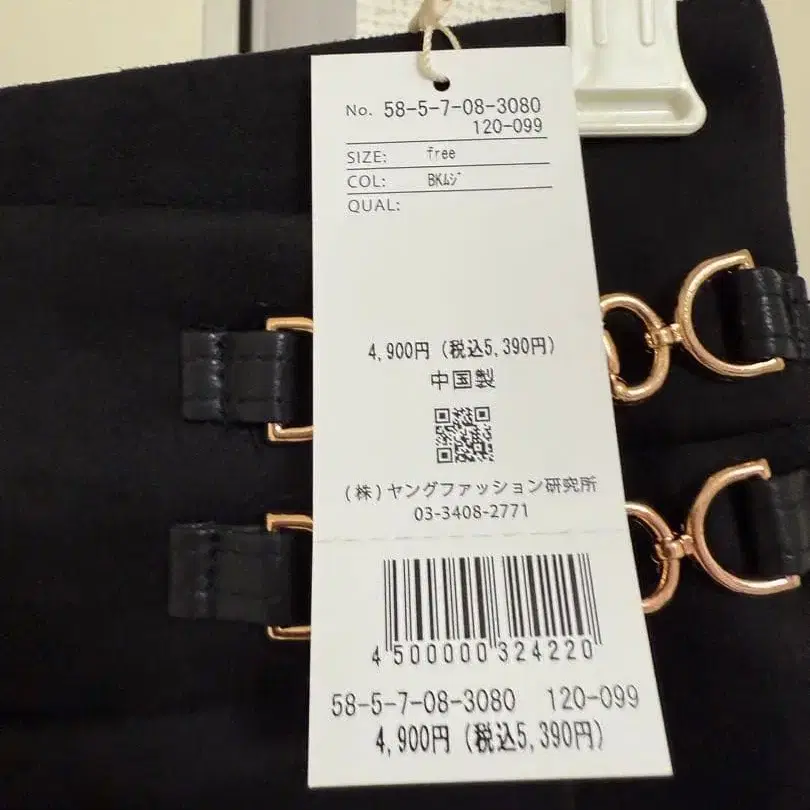 No. 58-5-7-08-3080
120-099
SIZE: free
COL: BKﾑｼﾞ
QUAL:
4,900円 (税込5,390円)
中国製
(株)ヤングファッション研究所
03-3408-2771
4 500000 324220
58-5-7-08-3080 120-099
4,900円 (税込5,390円)